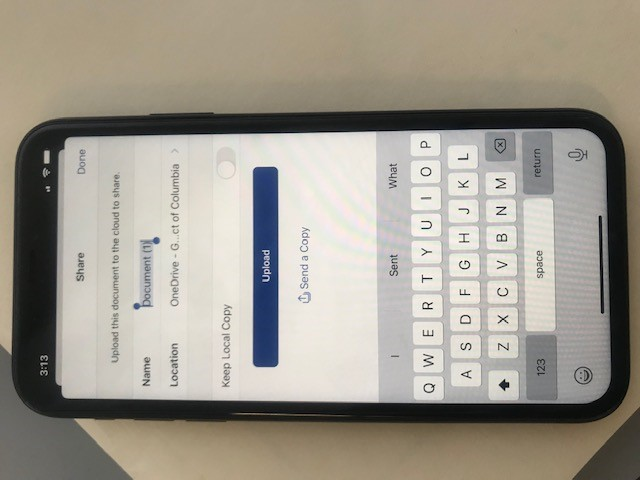 3:13
Share
Done
Upload this document to the cloud to share.
Name Document (1)
Location OneDrive - G...ct of Columbia
Keep Local Copy
Upload
Send a Copy
I Sent What
Q W E R T Y U I O P
A S D F G H J K L
Z X C V B N M
123 space return